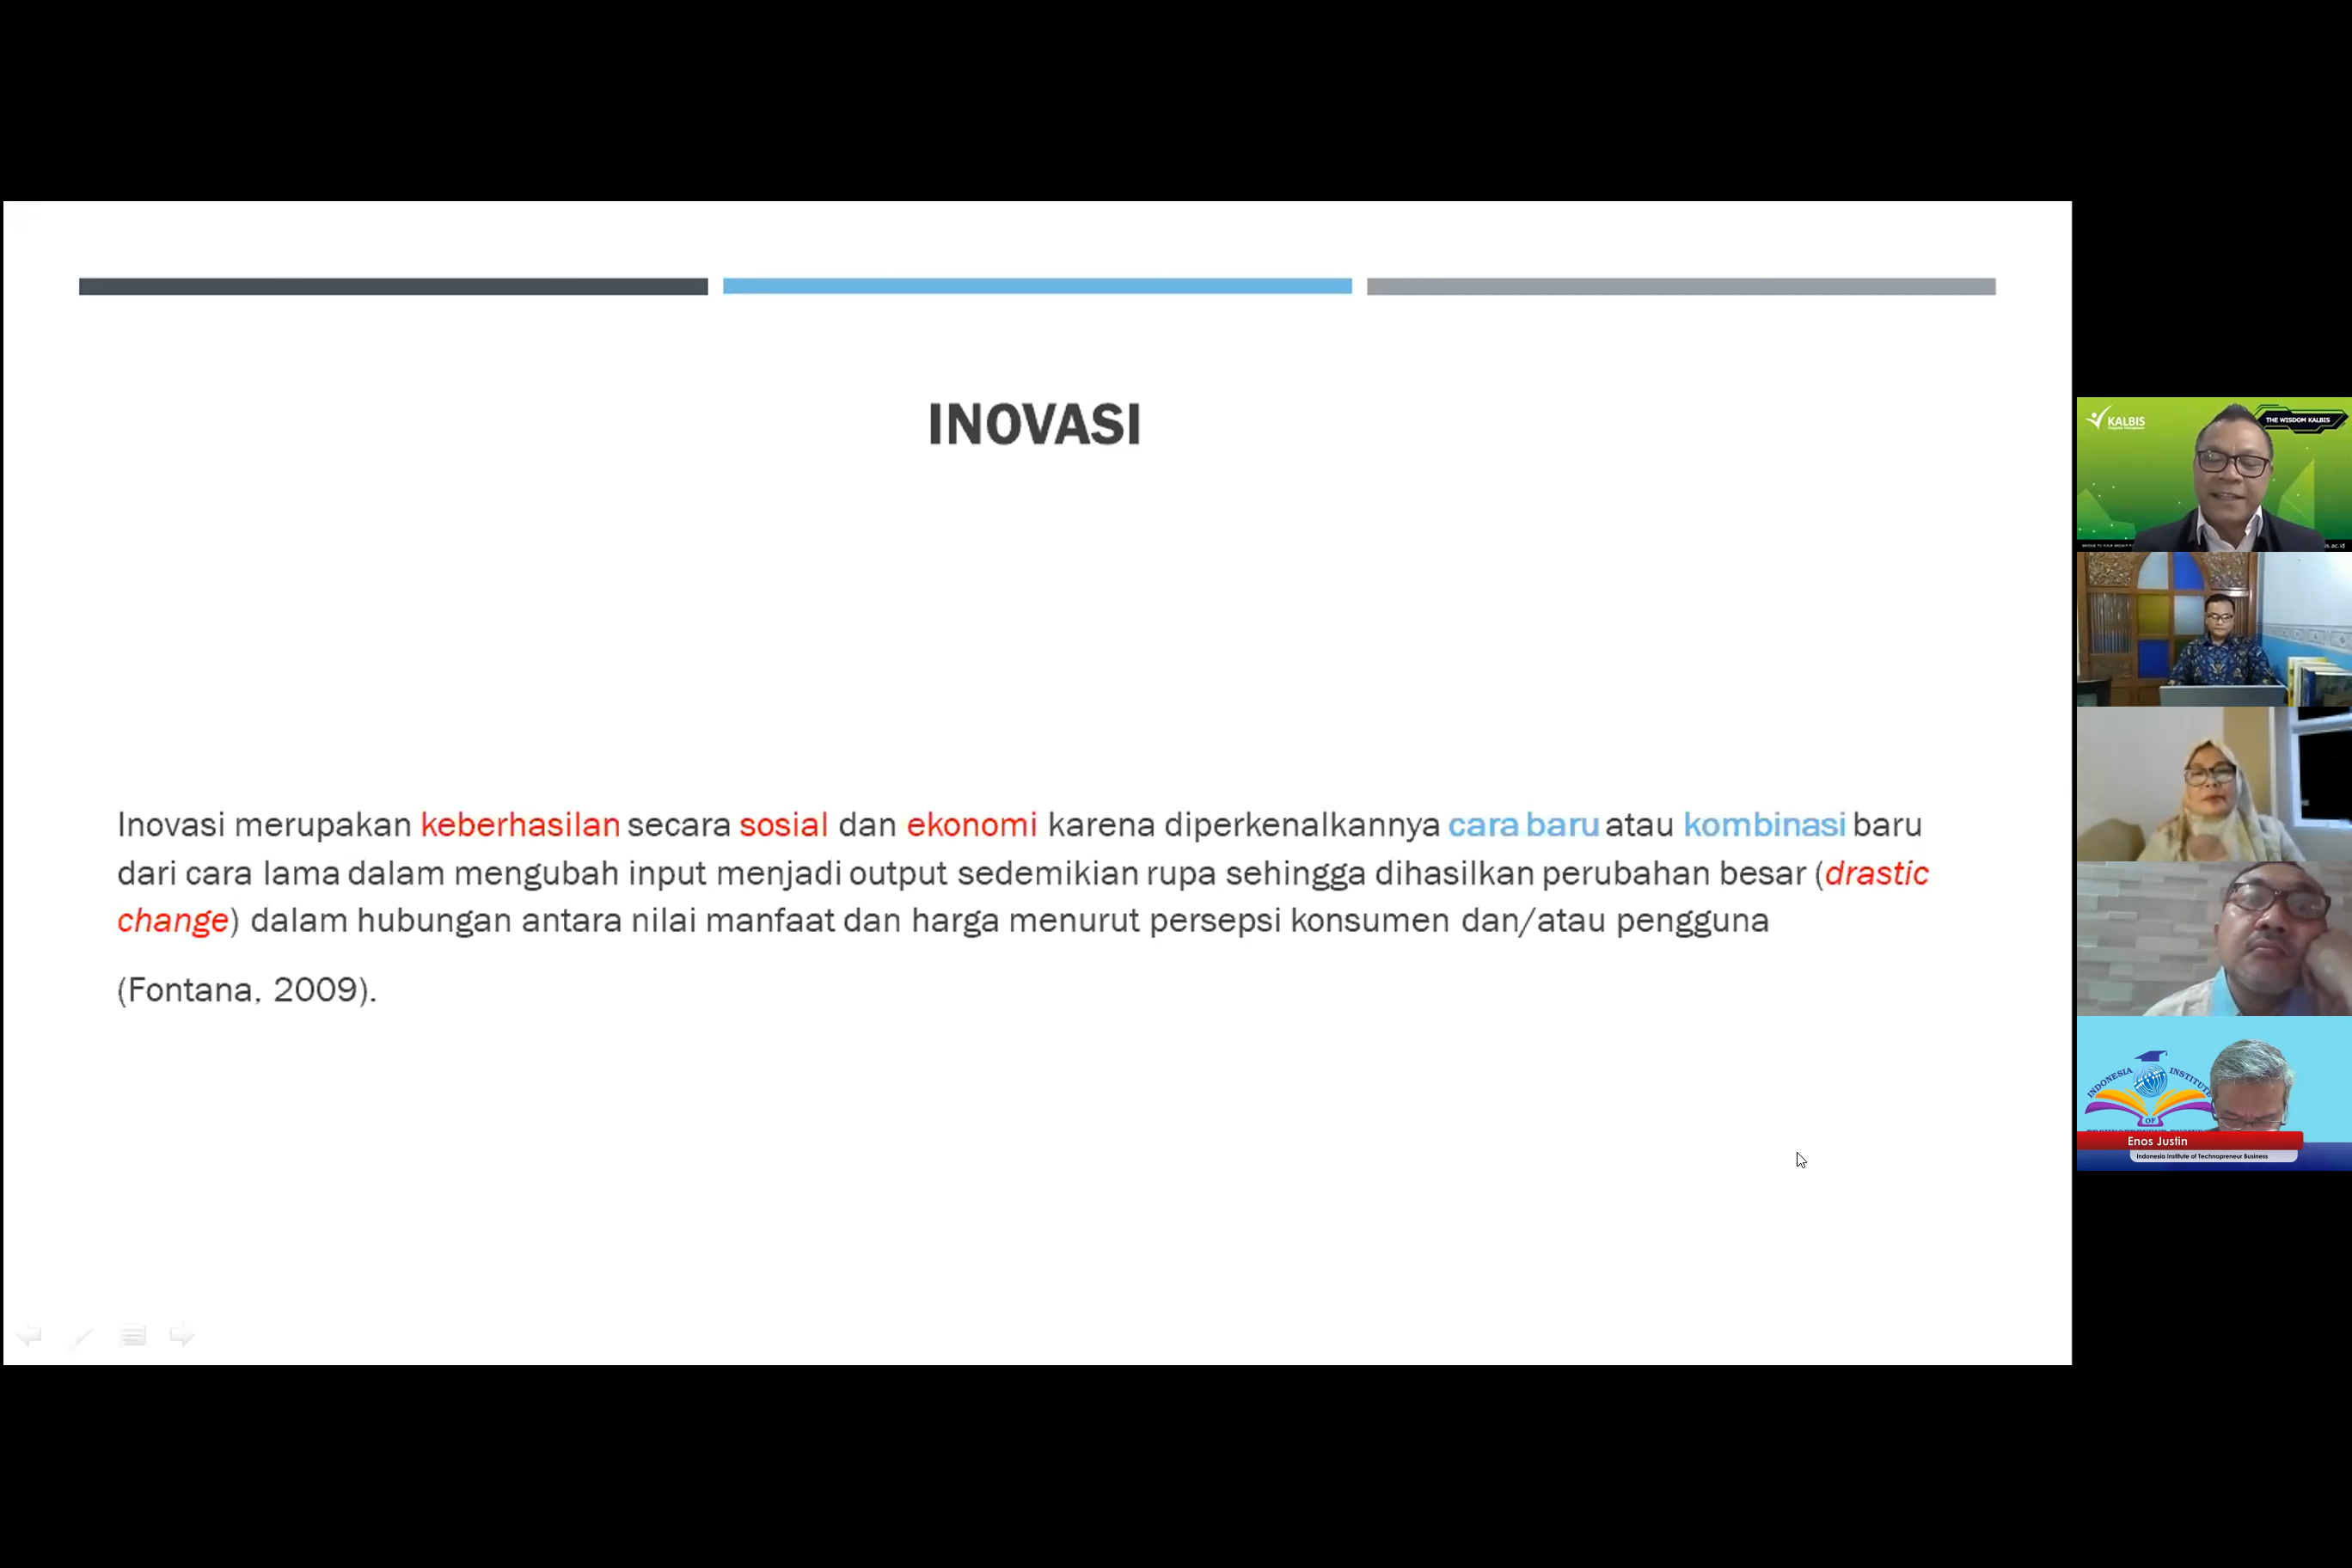 INOVASI
Inovasi merupakan keberhasilan secara sosial dan ekonomi karena diperkenalkannya cara baru atau kombinasi baru
dari cara lama dalam mengubah input menjadi output sedemikian rupa sehingga dihasilkan perubahan besar (drastic
change) dalam hubungan antara nilai manfaat dan harga menurut persepsi konsumen dan/atau pengguna
(Fontana, 2009).
KALBIS
THE WISDOM KALBIS
INDONESIA INSTITUTE
OF
Enos Justin
Indonesia Institute of Technopreneur Business